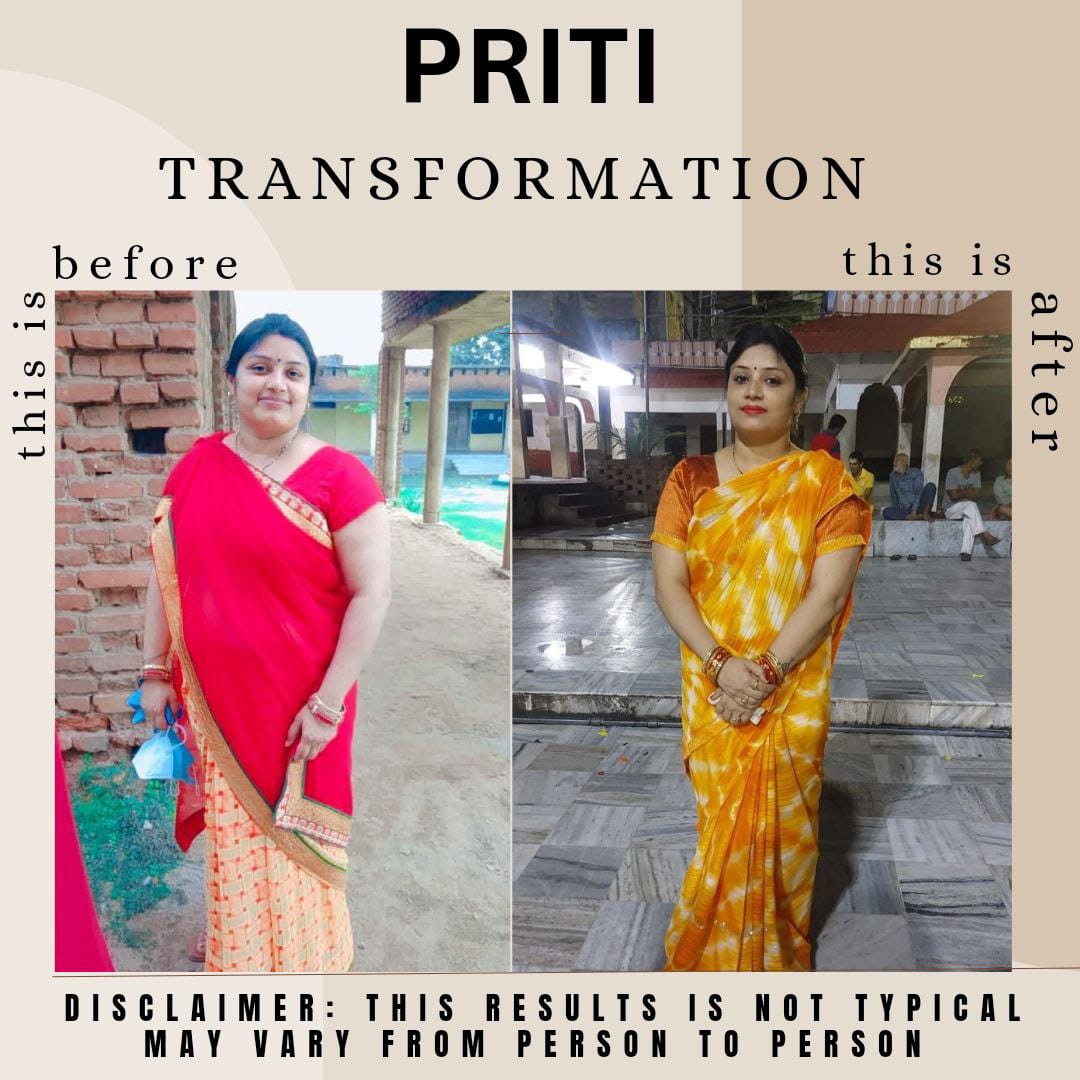 PRITI
TRANSFORMATION
this is
before
this is
after
DISCLAIMER: THIS RESULTS IS NOT TYPICAL
MAY VARY FROM PERSON TO PERSON